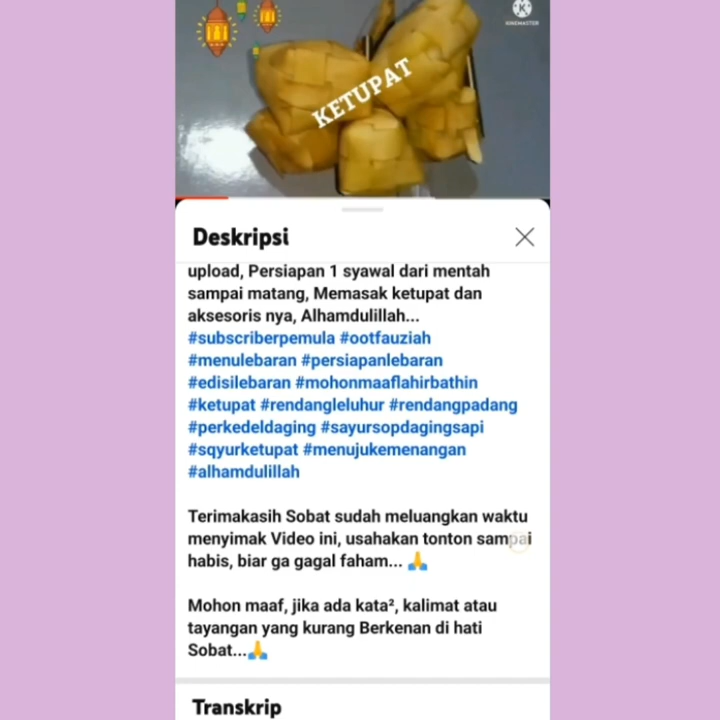 KINEMASTER
KETUPAT
Deskripsi
upload, Persiapan 1 syawal dari mentah
sampai matang, Memasak ketupat dan
aksesoris nya, Alhamdulillah...
#subscriberpemula #ootfauziah
#menulebaran #persiapanlebaran
#edisilebaran #mohonmaaflahirbathin
#ketupat #rendangleluhur #rendangpadang
#perkedeldaging #sayursopdagingsapi
#sqyurketupat #menujukemenangan
#alhamdulillah
Terimakasih Sobat sudah meluangkan waktu
menyimak Video ini, usahakan tonton sampai
habis, biar ga gagal faham... 🙏
Mohon maaf, jika ada kata², kalimat atau
tayangan yang kurang Berkenan di hati
Sobat...🙏
Transkrip